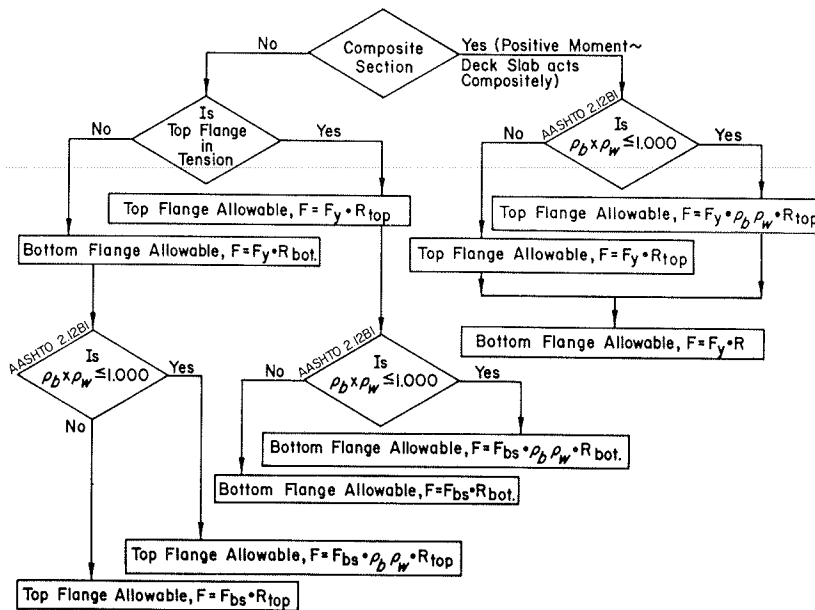 No
Composite
Section
Yes (Positive Moment~
Deck Slab acts
Compositely)
No
Is
Top Flange
in
Tension
Yes
AASHTO 2.12B1
No
Is
ρb x ρw ≤ 1.000
Yes
Top Flange Allowable, F = Fy • Rtop
Top Flange Allowable, F = Fy • ρb ρw • Rtop
Bottom Flange Allowable, F = Fy • Rbot.
Top Flange Allowable, F = Fy • Rtop
Bottom Flange Allowable, F = Fy • R
AASHTO 2.12B1
Is
ρb x ρw ≤ 1.000
Yes
No
AASHTO 2.12B1
No
Is
ρb x ρw ≤ 1.000
Yes
Bottom Flange Allowable, F = Fbs • ρb ρw • Rbot.
Bottom Flange Allowable, F = Fbs • Rbot.
Top Flange Allowable, F = Fbs • ρb ρw • Rtop
Top Flange Allowable, F = Fbs • Rtop